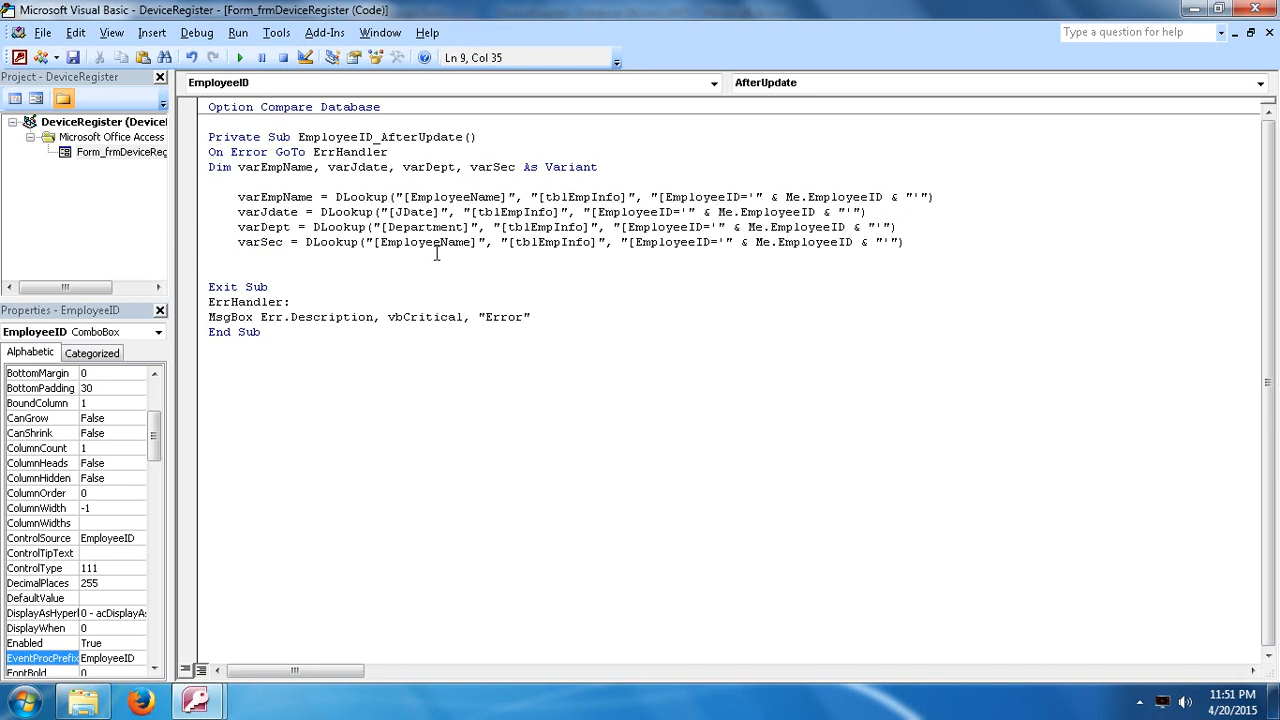 Microsoft Visual Basic - DeviceRegister - [Form_frmDeviceRegister (Code)]
File Edit View Insert Debug Run Tools Add-Ins Window Help
Type a question for help
Ln 9, Col 35
Project - DeviceRegister
EmployeeID
AfterUpdate
DeviceRegister (Devicel
Microsoft Office Access
Form_frmDeviceReg
Option Compare Database
Private Sub EmployeeID_AfterUpdate()
On Error GoTo ErrHandler
Dim varEmpName, varJdate, varDept, varSec As Variant
varEmpName = DLookup("[EmployeeName]", "[tblEmpInfo]", "[EmployeeID='" & Me.EmployeeID & "'")
varJdate = DLookup("[JDate]", "[tblEmpInfo]", "[EmployeeID='" & Me.EmployeeID & "'")
varDept = DLookup("[Department]", "[tblEmpInfo]", "[EmployeeID='" & Me.EmployeeID & "'")
varSec = DLookup("[EmployeeName]", "[tblEmpInfo]", "[EmployeeID='" & Me.EmployeeID & "'")
Exit Sub
ErrHandler:
MsgBox Err.Description, vbCritical, "Error"
End Sub
Properties - EmployeeID
EmployeeID ComboBox
Alphabetic Categorized
BottomMargin 0
BottomPadding 30
BoundColumn 1
CanGrow False
CanShrink False
ColumnCount 1
ColumnHeads False
ColumnHidden False
ColumnOrder 0
ColumnWidth -1
ColumnWidths
ControlSource EmployeeID
ControlTipText
ControlType 111
DecimalPlaces 255
DefaultValue
DisplayAsHyperl 0 - acDisplayAs
DisplayWhen 0
Enabled True
EventProcPrefix EmployeeID
FontBold 0
11:51 PM
4/20/2015